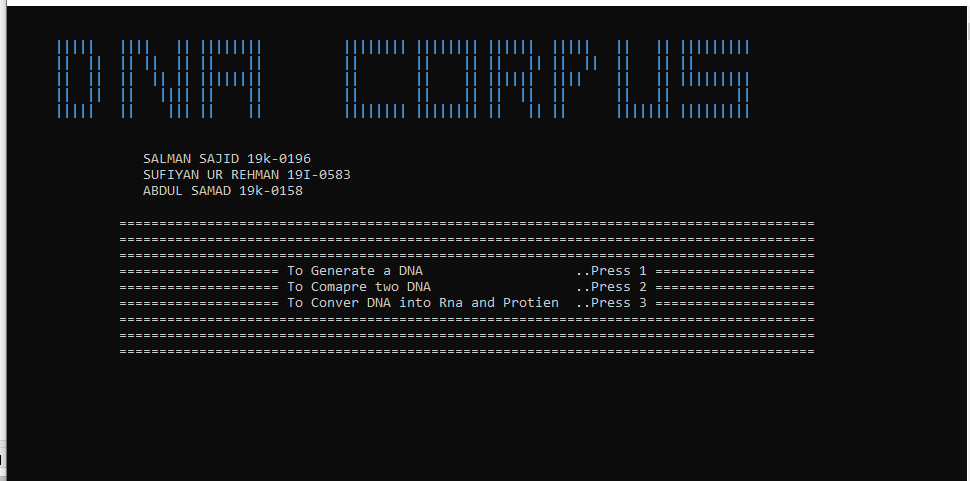 DNA CORPUS
SALMAN SAJID 19k-0196
SUFIYAN UR REHMAN 19I-0583
ABDUL SAMAD 19k-0158
=======================================================================================
=======================================================================================
=======================================================================================
==================== To Generate a DNA                   ..Press 1 ====================
==================== To Comapre two DNA                  ..Press 2 ====================
==================== To Conver DNA into Rna and Protien  ..Press 3 ====================
=======================================================================================
=======================================================================================
=======================================================================================